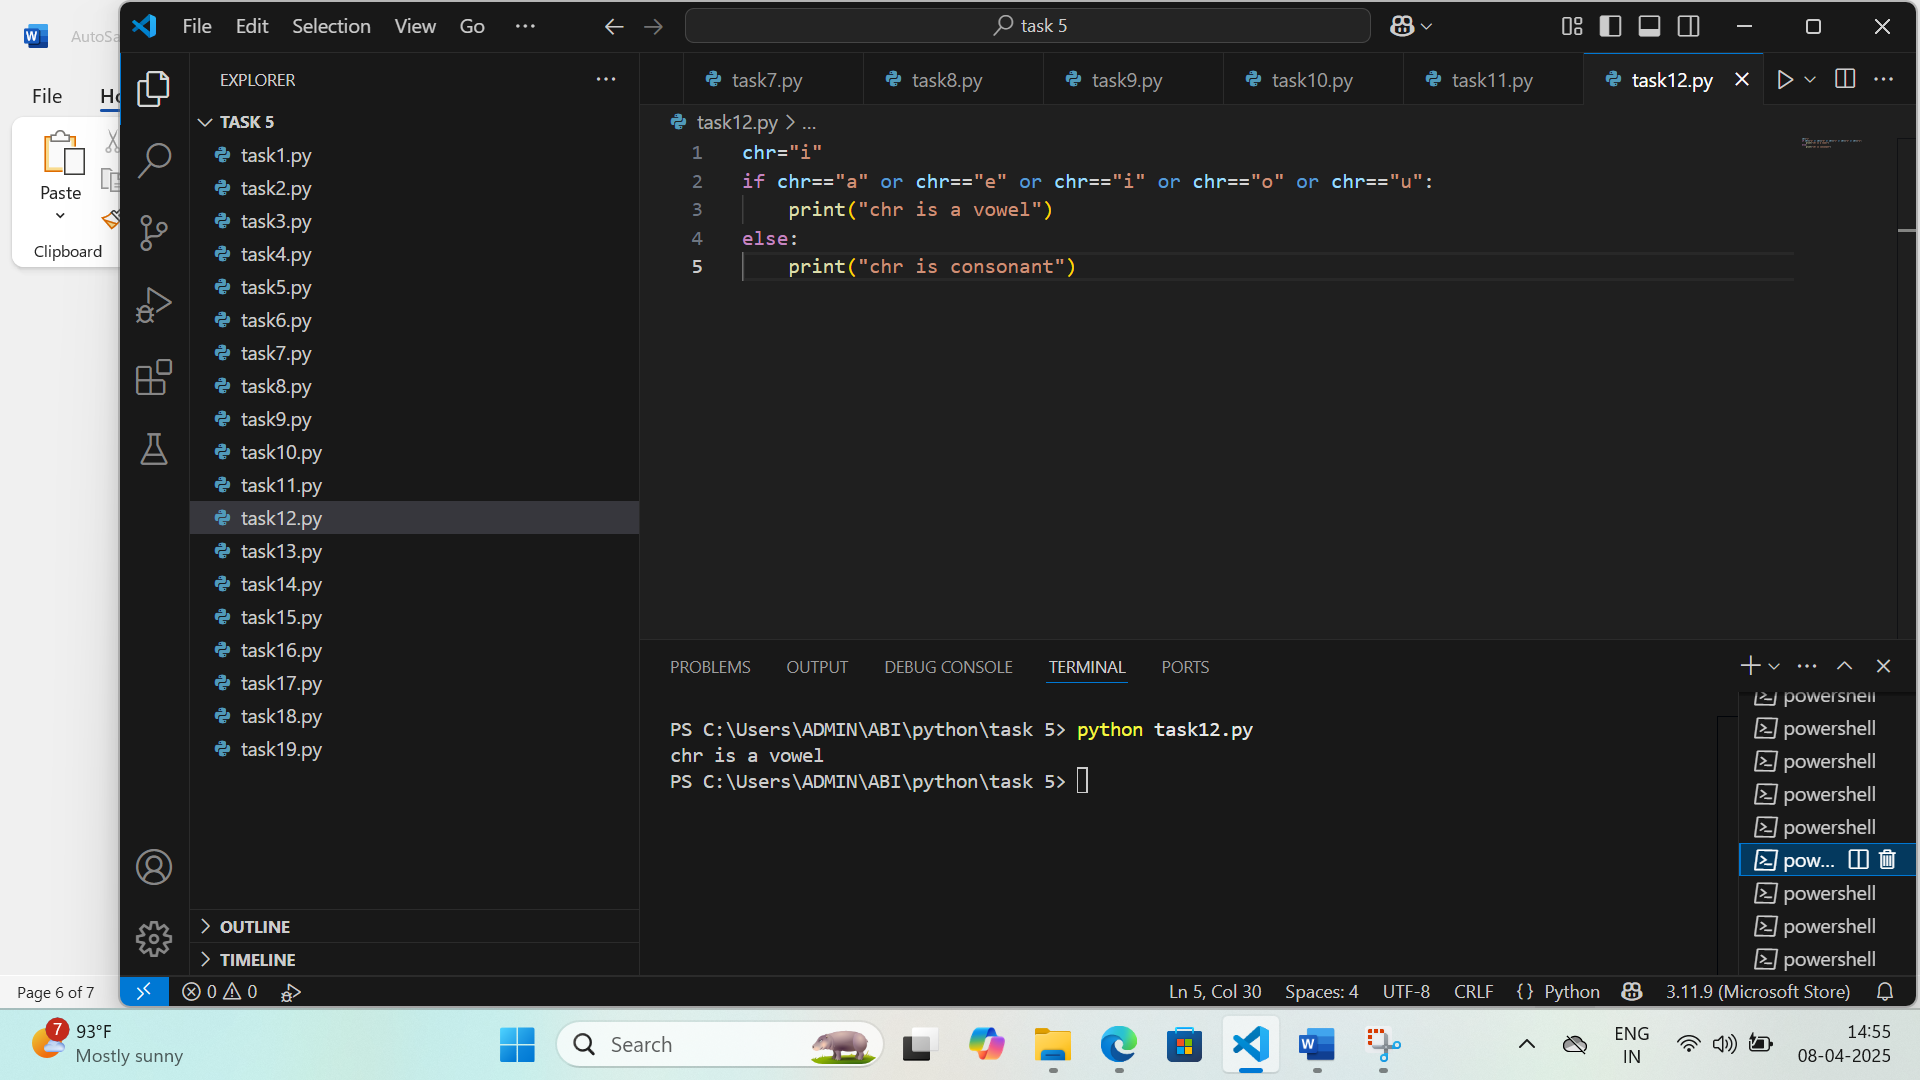 AutoSa
File Edit Selection View Go ··· task 5
File Ho
Paste
Clipboard
Page 6 of 7
EXPLORER
TASK 5
task1.py
task2.py
task3.py
task4.py
task5.py
task6.py
task7.py
task8.py
task9.py
task10.py
task11.py
task12.py
task13.py
task14.py
task15.py
task16.py
task17.py
task18.py
task19.py
OUTLINE
TIMELINE
task7.py task8.py task9.py task10.py task11.py task12.py
task12.py > ...
1 chr="i"
2 if chr=="a" or chr=="e" or chr=="i" or chr=="o" or chr=="u":
3 print("chr is a vowel")
4 else:
5 print("chr is consonant")
PROBLEMS OUTPUT DEBUG CONSOLE TERMINAL PORTS
PS C:\Users\ADMIN\ABI\python\task 5> python task12.py
chr is a vowel
PS C:\Users\ADMIN\ABI\python\task 5>
powershell
powershell
powershell
powershell
powershell
pow...
powershell
powershell
powershell
0 0 Ln 5, Col 30 Spaces: 4 UTF-8 CRLF {} Python 3.11.9 (Microsoft Store)
7 93°F
Mostly sunny
Search
ENG
IN
14:55
08-04-2025